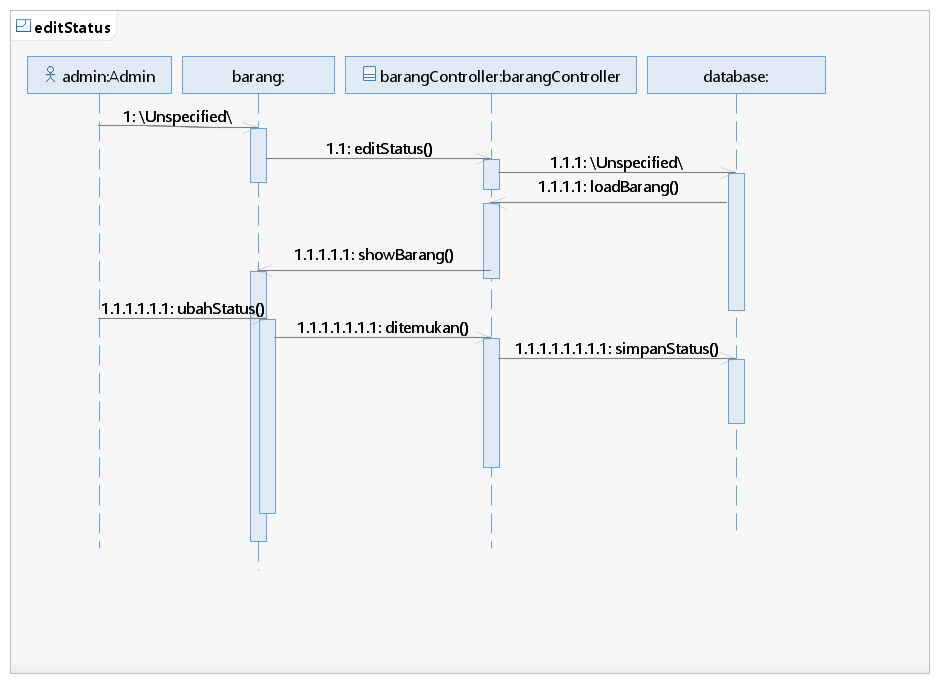 editStatus
admin:Admin
barang:
barangController:barangController
database:
1: \Unspecified\
1.1: editStatus()
1.1.1: \Unspecified\
1.1.1.1: loadBarang()
1.1.1.1.1: showBarang()
1.1.1.1.1.1: ubahStatus()
1.1.1.1.1.1.1: ditemukan()
1.1.1.1.1.1.1.1: simpanStatus()